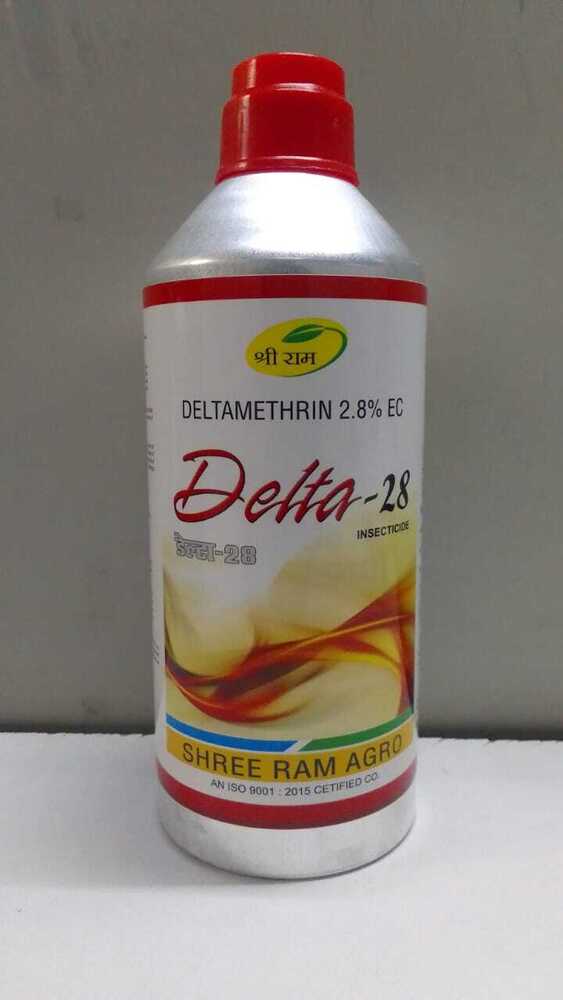 श्री राम
DELTAMETHRIN 2.8% EC
Delta-28
INSECTICIDE
डेल्टा-28
SHREE RAM AGRO
AN ISO 9001 : 2015 CETIFIED CO.